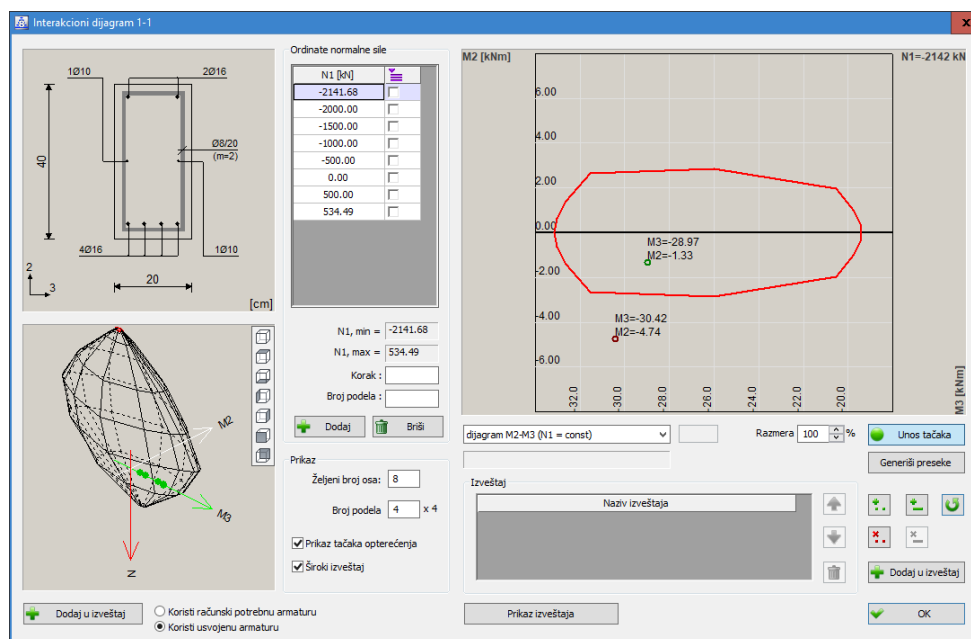 Interakcioni dijagram 1-1
x
1Ø10
2Ø16
Ø8/20
(m=2)
40
4Ø16
1Ø10
20
2
3
[cm]
M2
M3
Z
Dodaj u izveštaj
Koristi računski potrebnu armaturu
Koristi usvojenu armaturu
Ordinate normalne sile
N1 [kN]
-2141.68
-2000.00
-1500.00
-1000.00
-500.00
0.00
500.00
534.49
N1, min = -2141.68
N1, max = 534.49
Korak :
Broj podela :
Dodaj
Briši
Prikaz
Željeni broj osa: 8
Broj podela 4 x 4
Prikaz tačaka opterećenja
Široki izveštaj
M2 [kNm]
N1=-2142 kN
6.00
4.00
2.00
0.00
-2.00
-4.00
-6.00
M3=-28.97
M2=-1.33
M3=-30.42
M2=-4.74
-32.0
-30.0
-28.0
-26.0
-24.0
-22.0
-20.0
M3 [kNm]
dijagram M2-M3 (N1 = const)
Razmera 100 %
Unos tačaka
Generiši preseke
Izveštaj
Naziv izveštaja
Dodaj u izveštaj
Prikaz izveštaja
OK